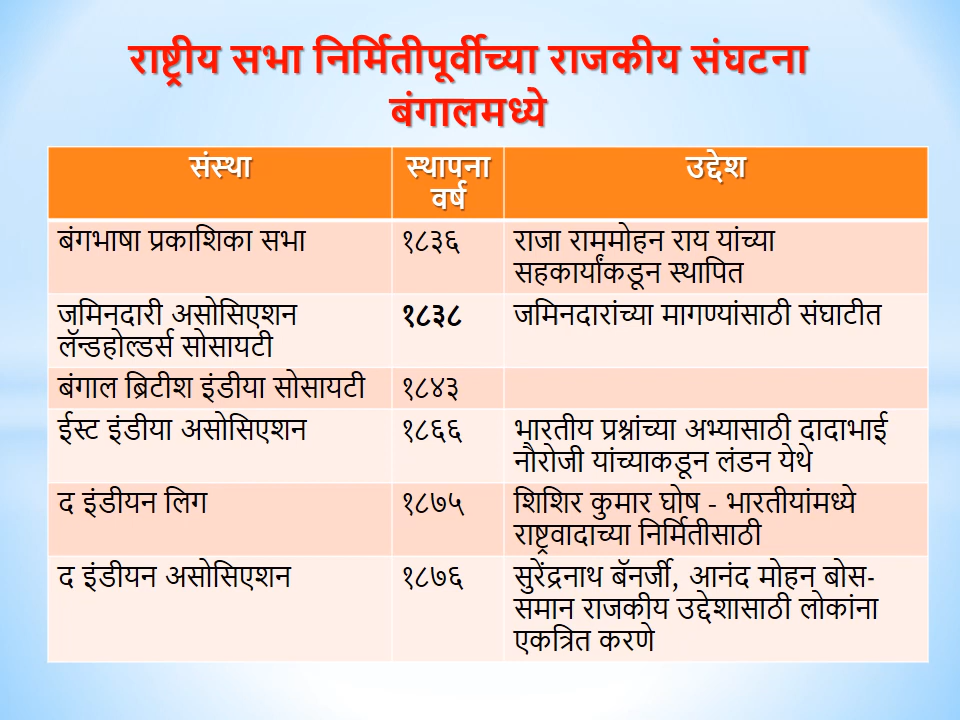 राष्ट्रीय सभा निर्मितीपूर्वीच्या राजकीय संघटना
बंगालमध्ये
संस्था
स्थापना
वर्ष
उद्देश
बंगभाषा प्रकाशिका सभा
१८३६
राजा राममोहन राय यांच्या
सहकार्यांकडून स्थापित
जमिनदारी असोसिएशन
लॅन्डहोल्डर्स सोसायटी
१८३८
जमिनदारांच्या मागण्यांसाठी संघाटीत
बंगाल ब्रिटीश इंडीया सोसायटी
१८४३
ईस्ट इंडीया असोसिएशन
१८६६
भारतीय प्रश्नांच्या अभ्यासाठी दादाभाई
नौरोजी यांच्याकडून लंडन येथे
द इंडीयन लिग
१८७५
शिशिर कुमार घोष - भारतीयांमध्ये
राष्ट्रवादाच्या निर्मितीसाठी
द इंडीयन असोसिएशन
१८७६
सुरेंद्रनाथ बॅनर्जी, आनंद मोहन बोस-
समान राजकीय उद्देशासाठी लोकांना
एकत्रित करणे